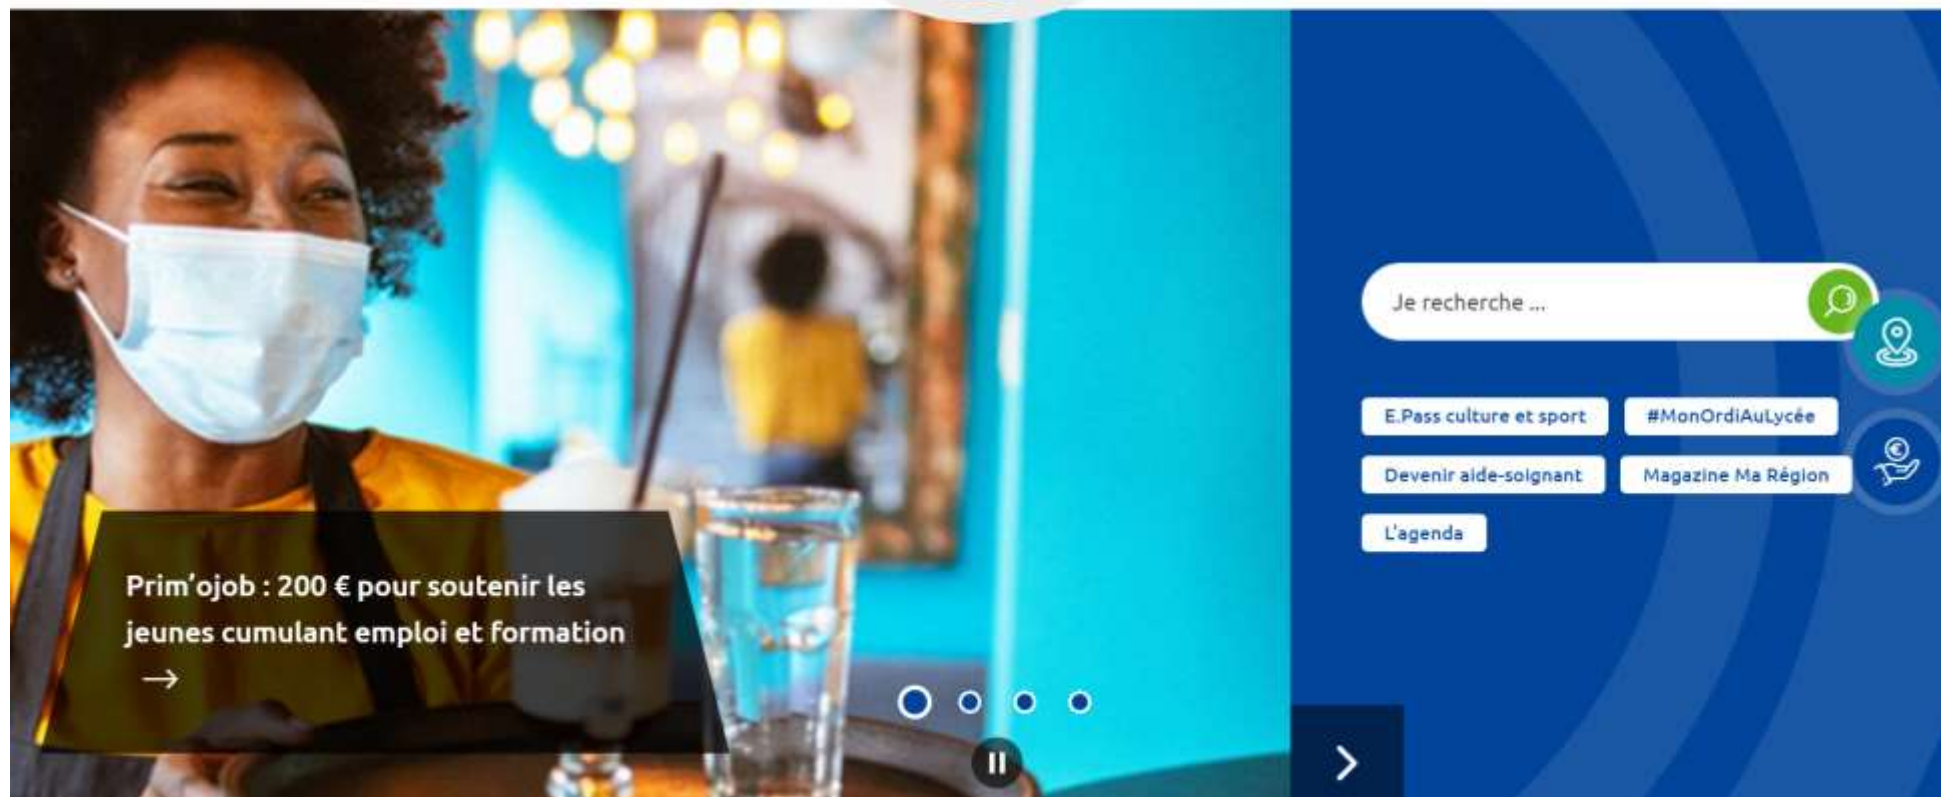 Prim'ojob : 200 € pour soutenir les
jeunes cumulant emploi et formation
Je recherche ...
E.Pass culture et sport
#MonOrdiAuLycée
Devenir aide-soignant
Magazine Ma Région
L'agenda